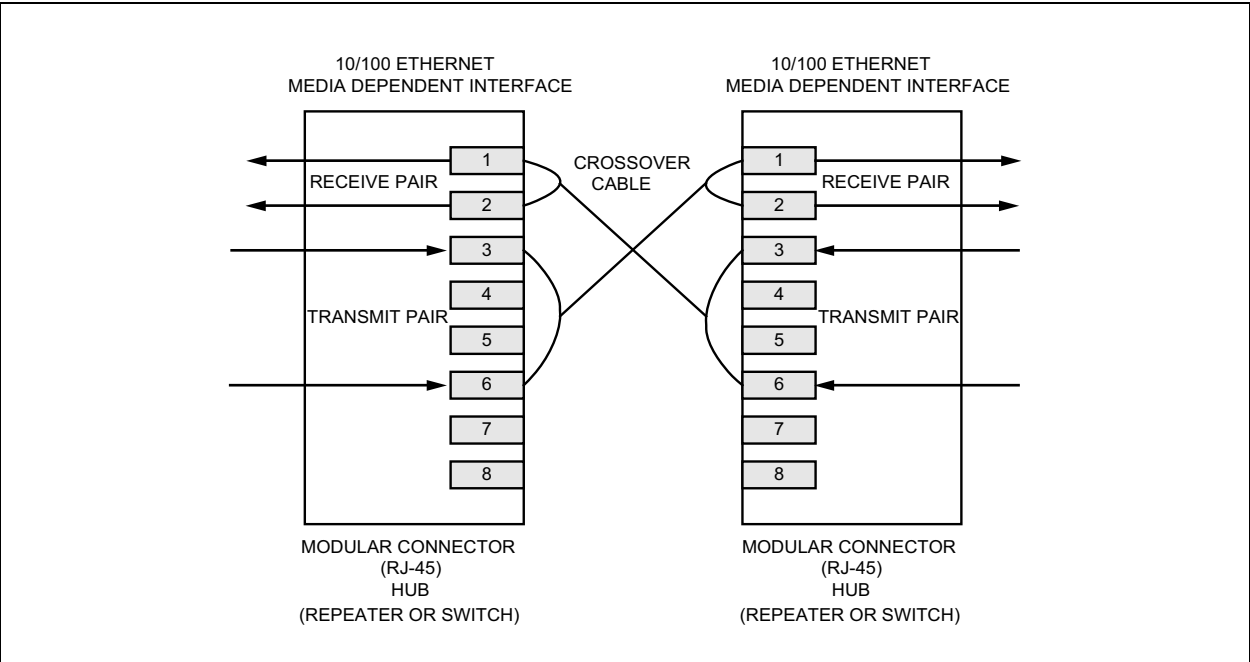 10/100 ETHERNET
MEDIA DEPENDENT INTERFACE
1
RECEIVE PAIR
2
3
4
TRANSMIT PAIR
5
6
7
8
MODULAR CONNECTOR
(RJ-45)
HUB
(REPEATER OR SWITCH)
CROSSOVER
CABLE
10/100 ETHERNET
MEDIA DEPENDENT INTERFACE
1
RECEIVE PAIR
2
3
4
TRANSMIT PAIR
5
6
7
8
MODULAR CONNECTOR
(RJ-45)
HUB
(REPEATER OR SWITCH)